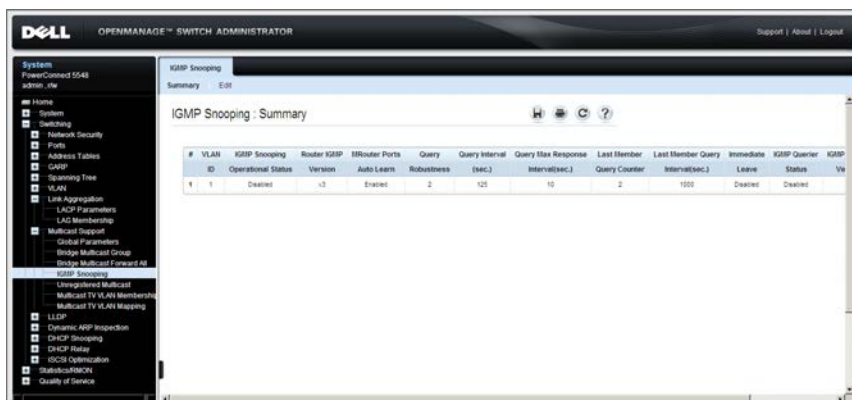 DELL OPENMANAGE™ SWITCH ADMINISTRATOR
Support | About | Logout
System
PowerConnect 5548
admin ,r/w
Home
System
Switching
Network Security
Ports
Address Tables
GARP
Spanning Tree
VLAN
Link Aggregation
LACP Parameters
LAG Membership
Multicast Support
Global Parameters
Bridge Multicast Group
Bridge Multicast Forward All
IGMP Snooping
Unregistered Multicast
Multicast TV VLAN Membership
Multicast TV VLAN Mapping
LLDP
Dynamic ARP Inspection
DHCP Snooping
DHCP Relay
iSCSI Optimization
Statistics/RMON
Quality of Service
IGMP Snooping
Summary Edit
IGMP Snooping : Summary
# VLAN IGMP Snooping Router IGMP MRouter Ports Query Query Interval Query Max Response Last Member Last Member Query Immediate IGMP Querier IGMP
ID Operational Status Version Auto Learn Robustness (sec.) Interval(sec.) Query Counter Interval(sec.) Leave Status Ve
1 1 Disabled v3 Enabled 2 125 10 2 1000 Disabled Disabled